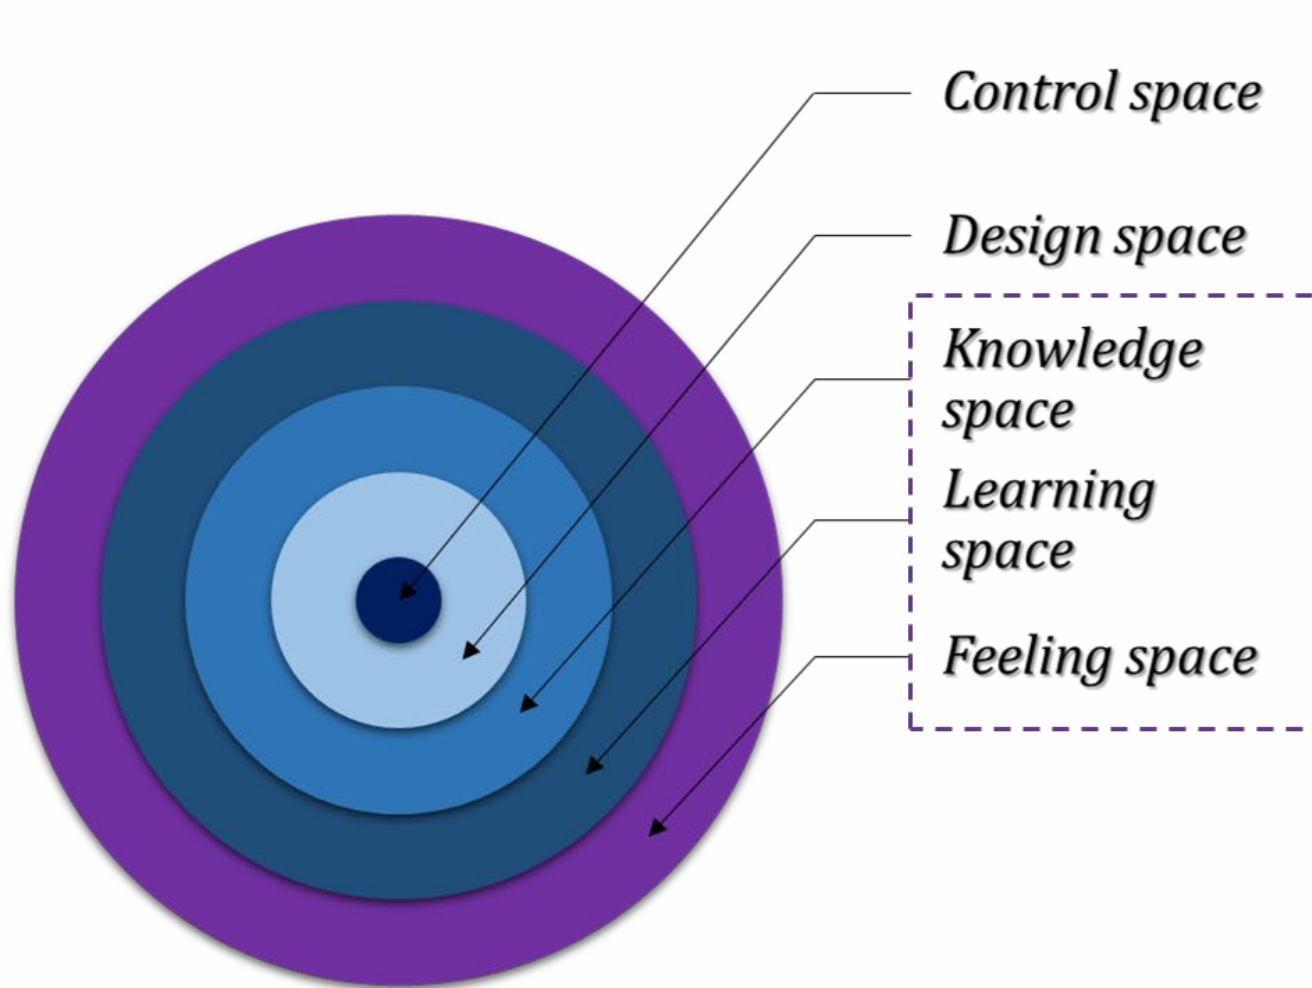 Control space
Design space
Knowledge
space
Learning
space
Feeling space